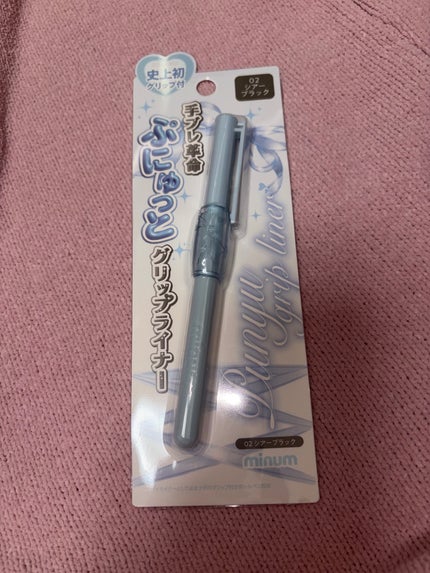 史上初
グリップ付
02
シアー
ブラック
手ブレ革命
ぷにゅっと
グリップライナー
Punyu
grip liner
02 シアーブラック
minum